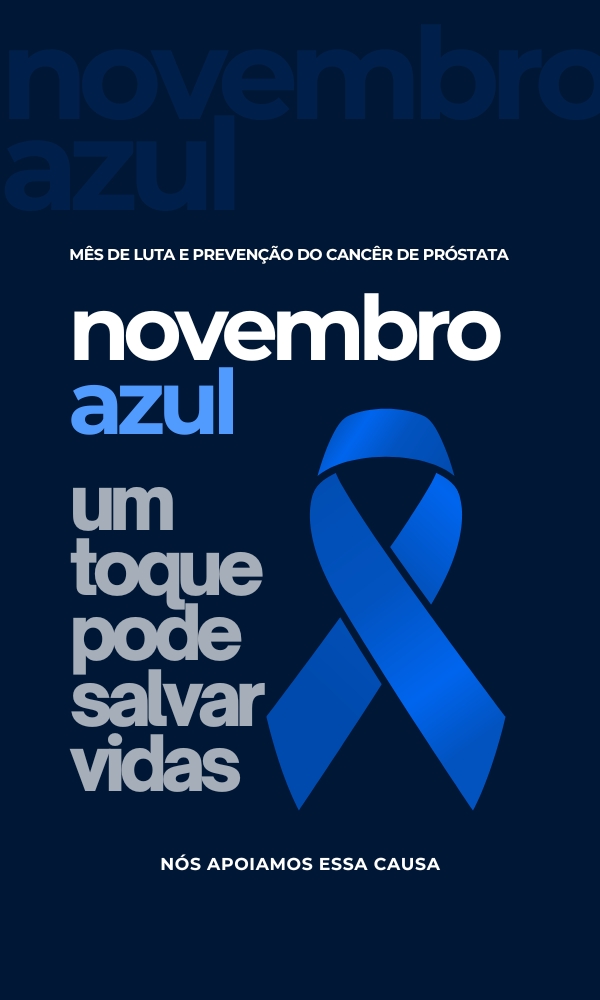 novembro
azul
MÊS DE LUTA E PREVENÇÃO DO CANCÊR DE PRÓSTATA
novembro
azul
um
toque
pode
salvar
vidas
NÓS APOIAMOS ESSA CAUSA